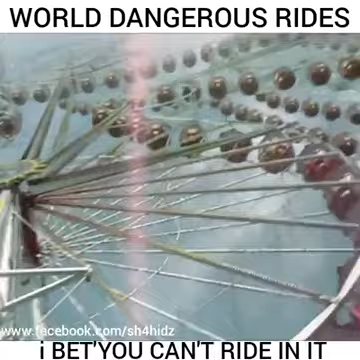 WORLD DANGEROUS RIDES
www.facebook.com/sh4hidz
i BET'YOU CAN'T RIDE IN IT